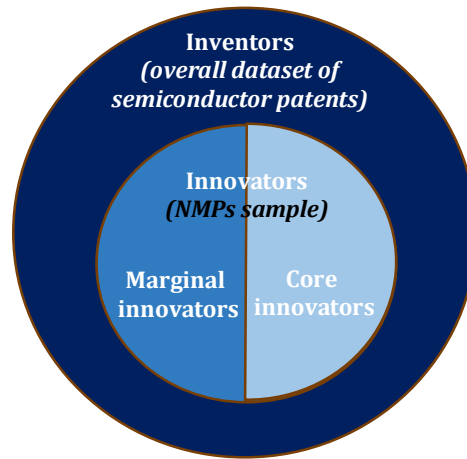 Inventors
(overall dataset of
semiconductor patents)
Innovators
(NMPs sample)
Marginal
innovators
Core
innovators